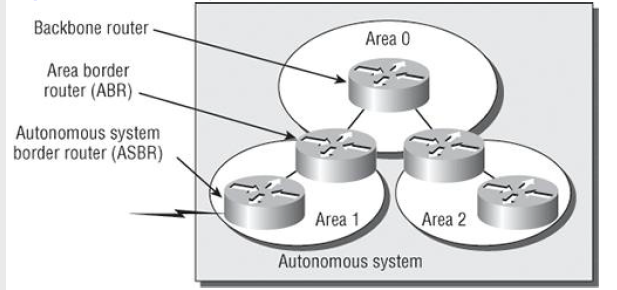 Backbone router
Area 0
Area border
router (ABR)
Autonomous system
border router (ASBR)
Area 1
Area 2
Autonomous system